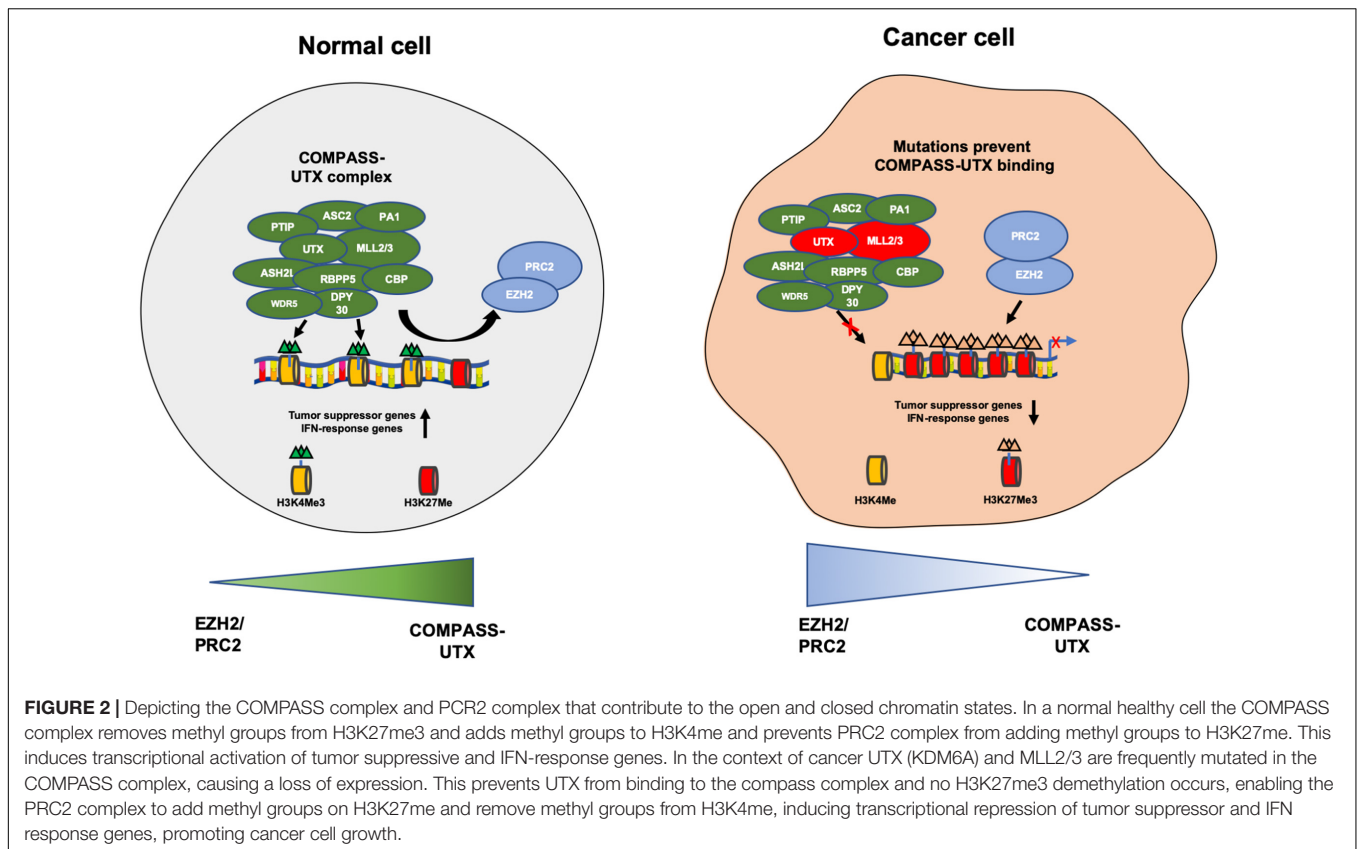 Normal cell
COMPASS-
UTX complex
ASC2
PA1
PTIP
UTX
MLL2/3
ASH2L
RBPP5
CBP
WDR5
DPY
30
PRC2
EZH2
Tumor suppressor genes
IFN-response genes
H3K4Me3
H3K27Me
EZH2/
PRC2
COMPASS-
UTX
Cancer cell
Mutations prevent
COMPASS-UTX binding
ASC2
PA1
PTIP
UTX
MLL2/3
ASH2L
RBPP5
CBP
WDR5
DPY
30
PRC2
EZH2
X
Tumor suppressor genes
IFN-response genes
H3K4Me
H3K27Me3
EZH2/
PRC2
COMPASS-
UTX
FIGURE 2 | Depicting the COMPASS complex and PCR2 complex that contribute to the open and closed chromatin states. In a normal healthy cell the COMPASS
complex removes methyl groups from H3K27me3 and adds methyl groups to H3K4me and prevents PRC2 complex from adding methyl groups to H3K27me. This
induces transcriptional activation of tumor suppressive and IFN-response genes. In the context of cancer UTX (KDM6A) and MLL2/3 are frequently mutated in the
COMPASS complex, causing a loss of expression. This prevents UTX from binding to the compass complex and no H3K27me3 demethylation occurs, enabling the
PRC2 complex to add methyl groups on H3K27me and remove methyl groups from H3K4me, inducing transcriptional repression of tumor suppressor and IFN
response genes, promoting cancer cell growth.